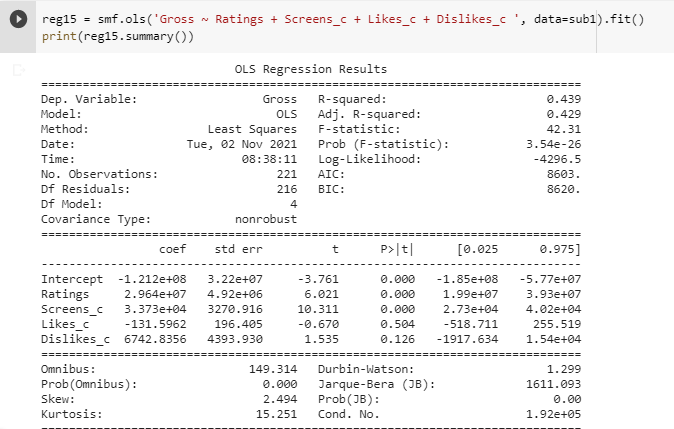 reg15 = smf.ols('Gross ~ Ratings + Screens_c + Likes_c + Dislikes_c ', data=sub1).fit()
print(reg15.summary())
OLS Regression Results
==============================================================================
Dep. Variable: Gross R-squared: 0.439
Model: OLS Adj. R-squared: 0.429
Method: Least Squares F-statistic: 42.31
Date: Tue, 02 Nov 2021 Prob (F-statistic): 3.54e-26
Time: 08:38:11 Log-Likelihood: -4296.5
No. Observations: 221 AIC: 8603.
Df Residuals: 216 BIC: 8620.
Df Model: 4
Covariance Type: nonrobust
==============================================================================
coef std err t P>|t| [0.025 0.975]
------------------------------------------------------------------------------
Intercept -1.212e+08 3.22e+07 -3.761 0.000 -1.85e+08 -5.77e+07
Ratings 2.964e+07 4.92e+06 6.021 0.000 1.99e+07 3.93e+07
Screens_c 3.373e+04 3270.916 10.311 0.000 2.73e+04 4.02e+04
Likes_c -131.5962 196.405 -0.670 0.504 -518.711 255.519
Dislikes_c 6742.8356 4393.930 1.535 0.126 -1917.634 1.54e+04
==============================================================================
Omnibus: 149.314 Durbin-Watson: 1.299
Prob(Omnibus): 0.000 Jarque-Bera (JB): 1611.093
Skew: 2.494 Prob(JB): 0.00
Kurtosis: 15.251 Cond. No. 1.92e+05
==============================================================================